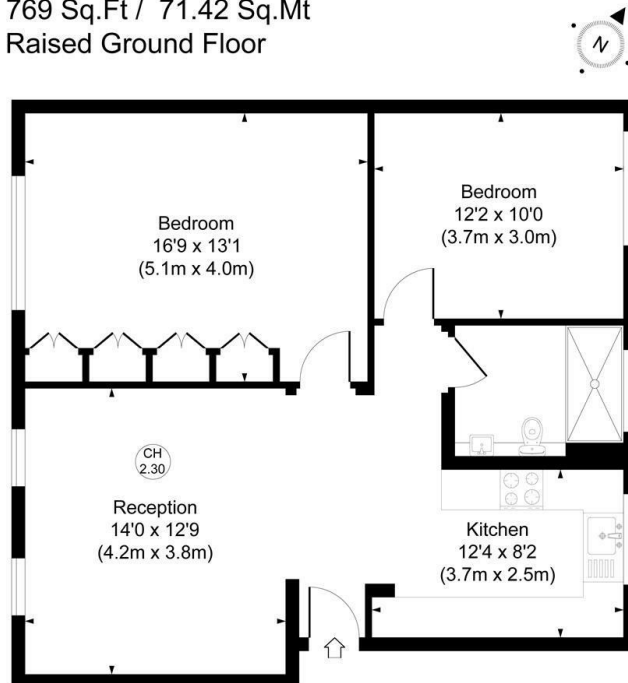 769 Sq.Ft / 71.42 Sq.Mt
Raised Ground Floor
N
Bedroom
16'9 x 13'1
(5.1m x 4.0m)
Bedroom
12'2 x 10'0
(3.7m x 3.0m)
CH
2.30
Reception
14'0 x 12'9
(4.2m x 3.8m)
Kitchen
12'4 x 8'2
(3.7m x 2.5m)